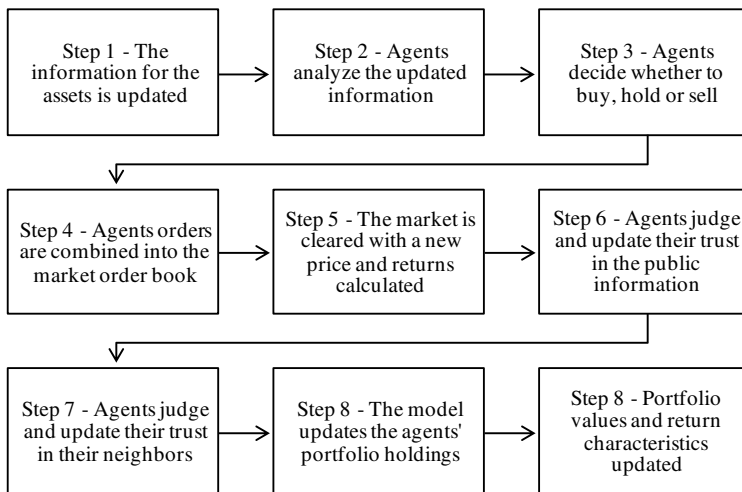 Step 1 - The
information for the
assets is updated
Step 2 - Agents
analyze the updated
information
Step 3 - Agents
decide whether to
buy, hold or sell
Step 4 - Agents orders
are combined into the
market order book
Step 5 - The market is
cleared with a new
price and returns
calculated
Step 6 - Agents judge
and update their trust
in the public
information
Step 7 - Agents judge
and update their trust
in their neighbors
Step 8 - The model
updates the agents'
portfolio holdings
Step 8 - Portfolio
values and return
characteristics
updated